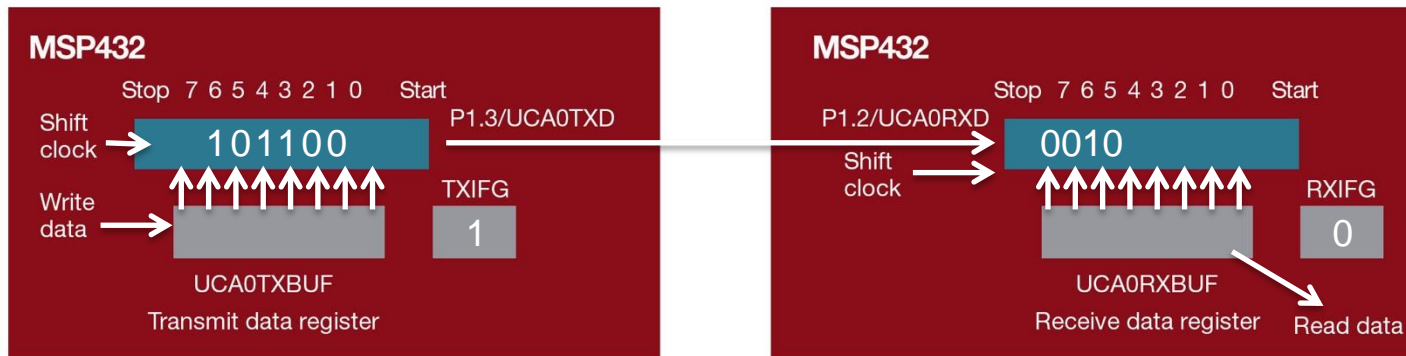 MSP432
Stop 7 6 5 4 3 2 1 0 Start
Shift
clock
101100
P1.3/UCA0TXD
Write
data
TXIFG
1
UCA0TXBUF
Transmit data register
MSP432
Stop 7 6 5 4 3 2 1 0 Start
P1.2/UCA0RXD
0010
Shift
clock
RXIFG
0
UCA0RXBUF
Receive data register
Read data